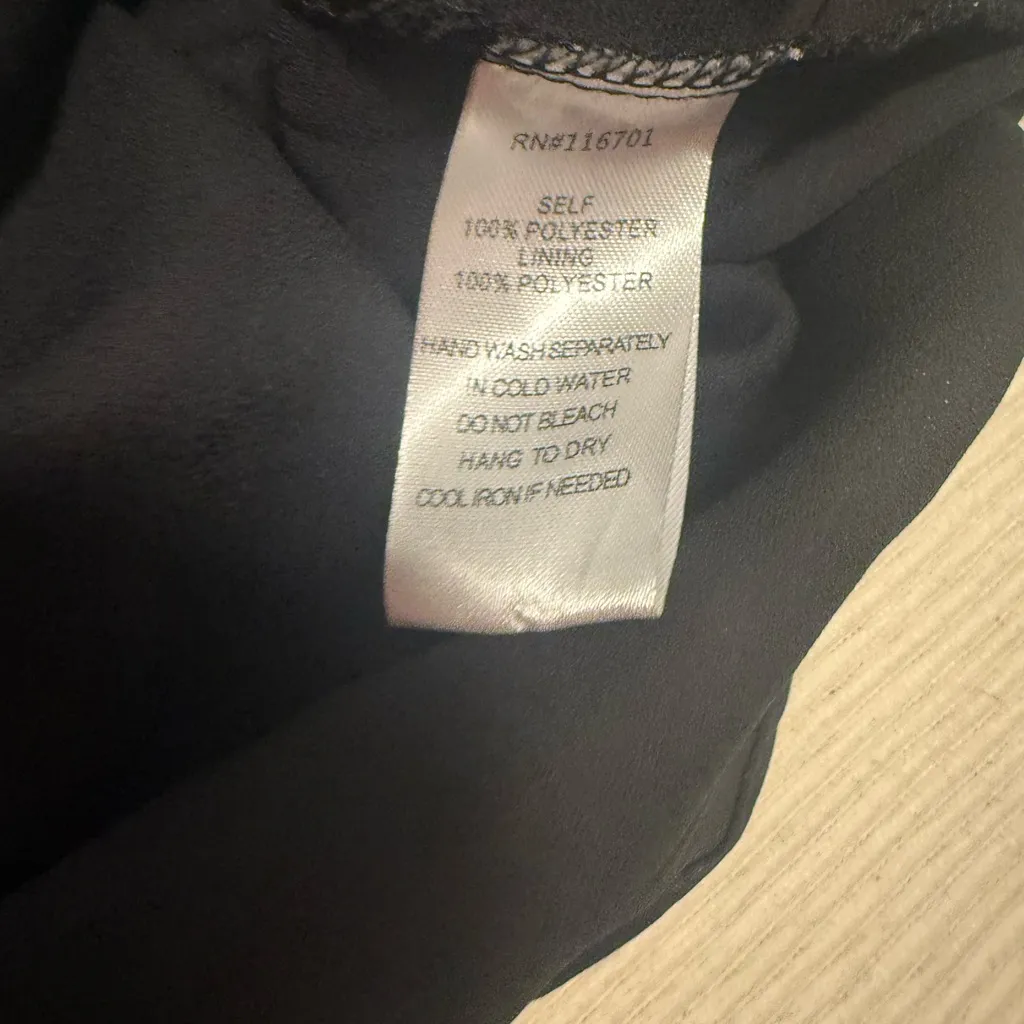 RN#116701
SELF
100% POLYESTER
LINING
100% POLYESTER
HAND WASH SEPARATELY
IN COLD WATER
DO NOT BLEACH
HANG TO DRY
COOL IRON IF NEEDED